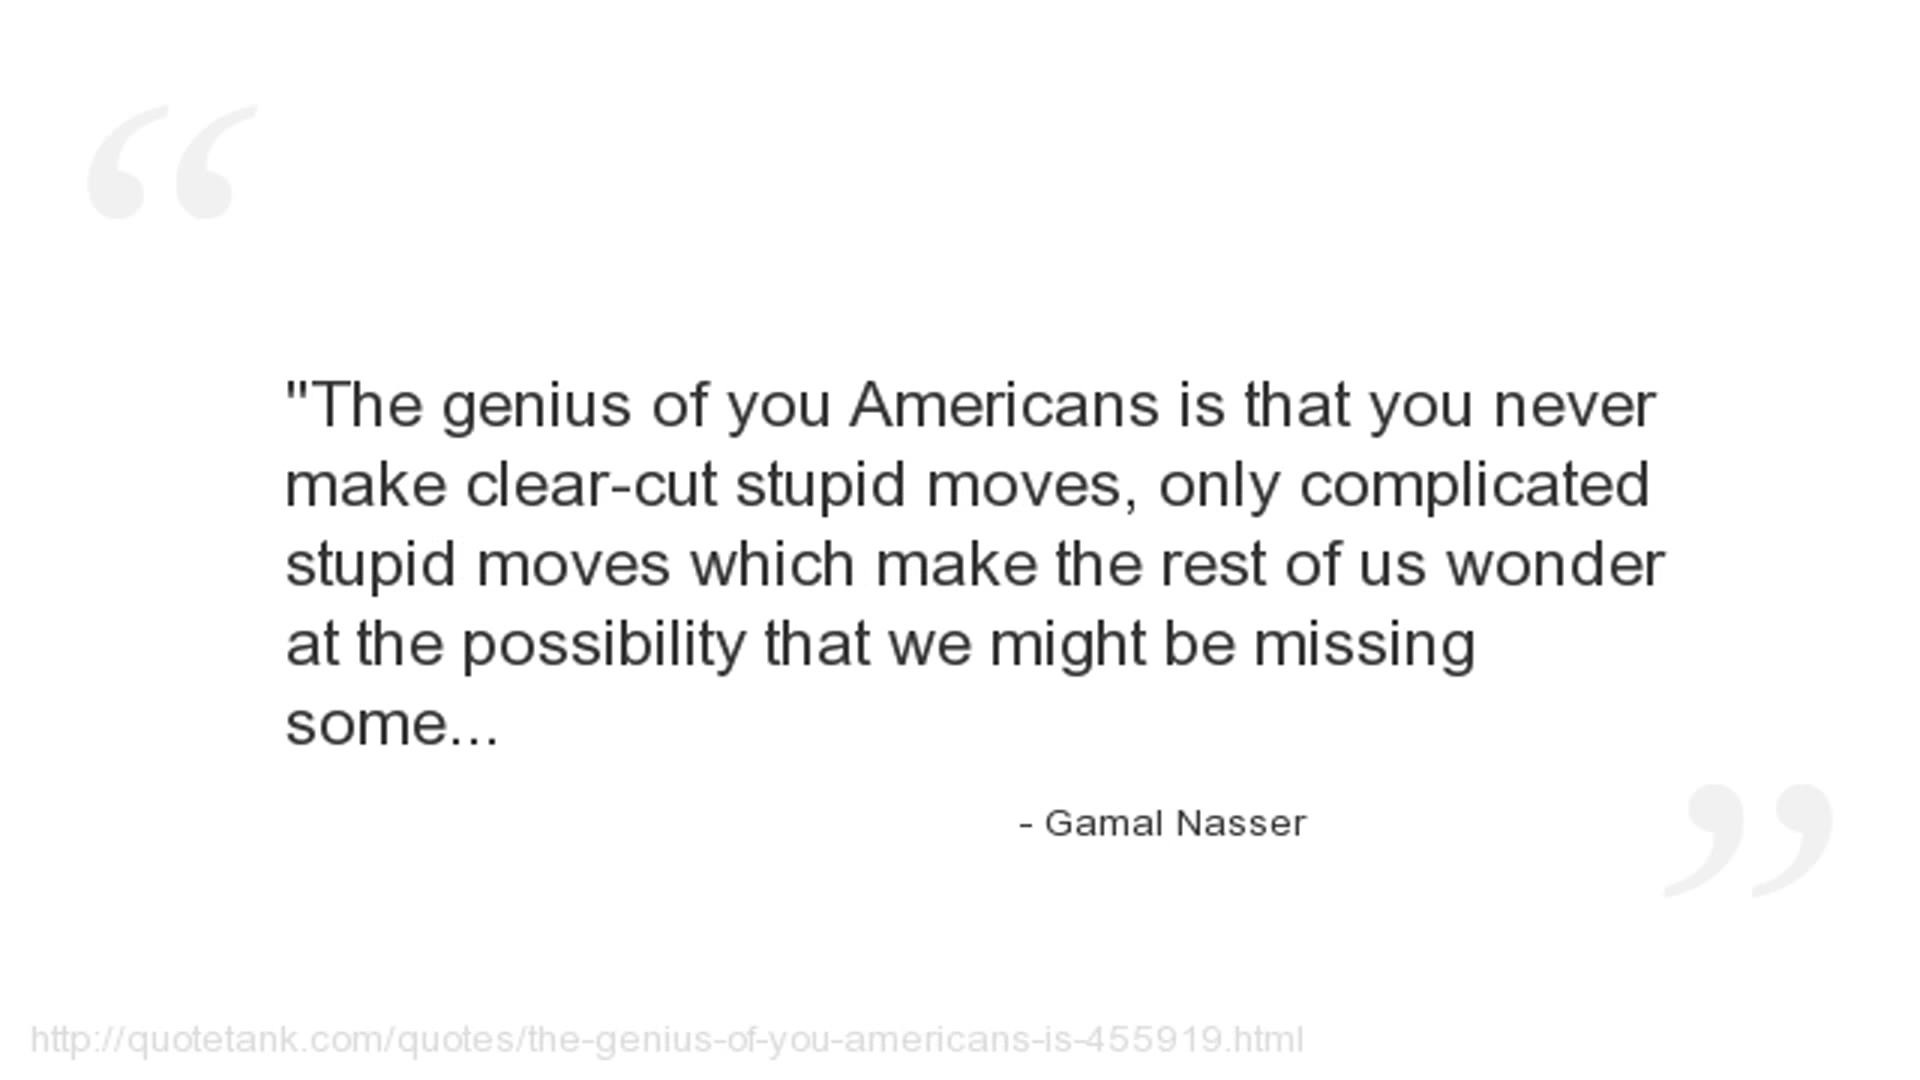 "The genius of you Americans is that you never
make clear-cut stupid moves, only complicated
stupid moves which make the rest of us wonder
at the possibility that we might be missing
some...
- Gamal Nasser
http://quotetank.com/quotes/the-genius-of-you-americans-is-455919.html